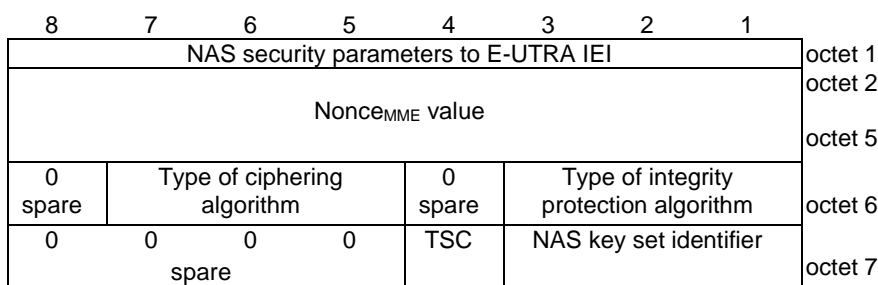 8 7 6 5 4 3 2 1
NAS security parameters to E-UTRA IEI octet 1
octet 2
NonceMME value
octet 5
0 Type of ciphering 0 Type of integrity
spare algorithm spare protection algorithm octet 6
0 0 0 0 TSC NAS key set identifier
spare octet 7